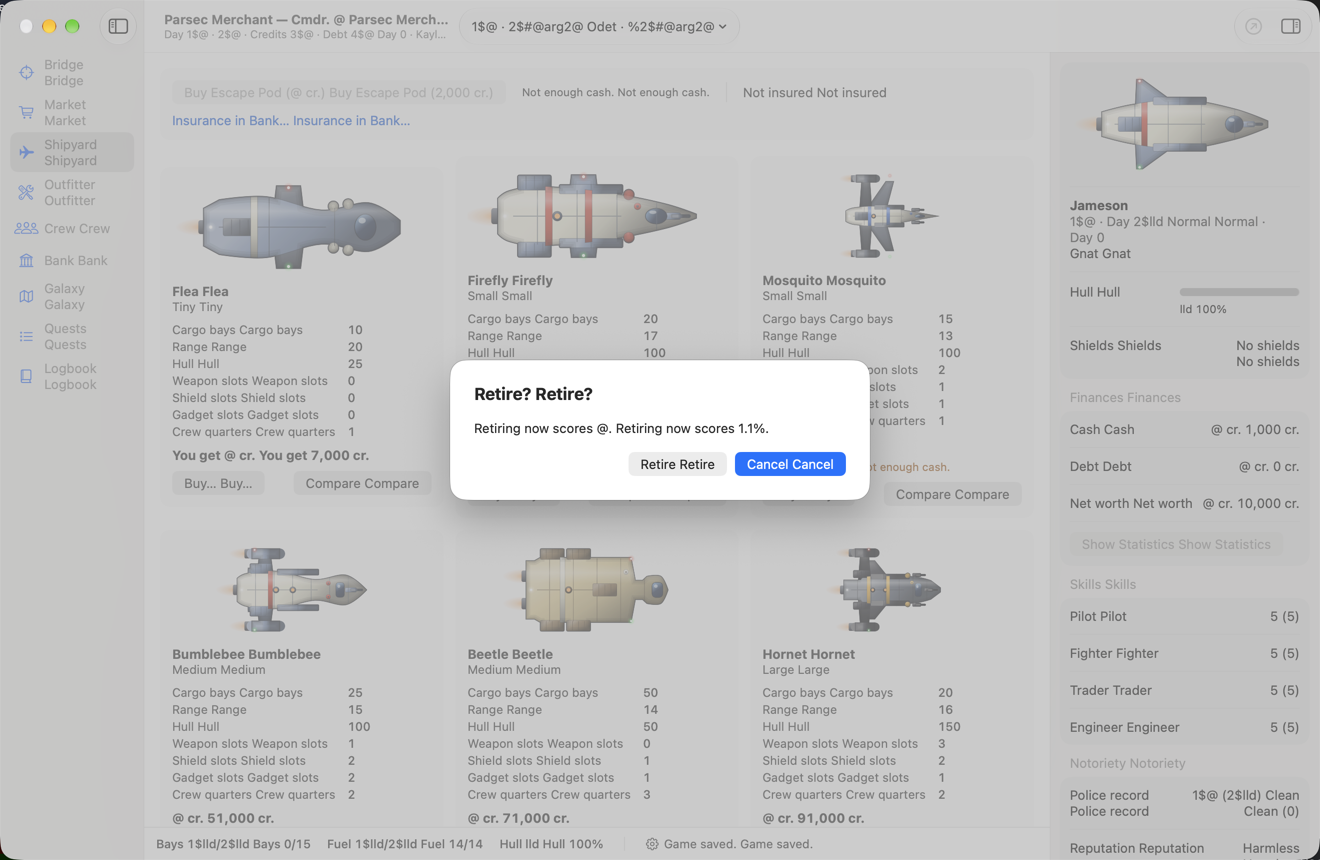 Parsec Merchant — Cmdr. @ Parsec Merch...
Day 1$@ · 2$@ · Credits 3$@ · Debt 4$@ Day 0 · Kayl...
1$@ · 2$#@arg2@ Odet · %2$#@arg2@
Bridge
Bridge
Market
Market
Shipyard
Shipyard
Outfitter
Outfitter
Crew Crew
Bank Bank
Galaxy
Galaxy
Quests
Quests
Logbook
Logbook
Buy Escape Pod (@ cr.) Buy Escape Pod (2,000 cr.)
Not enough cash. Not enough cash.
Not insured Not insured
Insurance in Bank... Insurance in Bank...
Flea Flea
Tiny Tiny
Cargo bays Cargo bays 10
Range Range 20
Hull Hull 25
Weapon slots Weapon slots 0
Shield slots Shield slots 0
Gadget slots Gadget slots 0
Crew quarters Crew quarters 1
You get @ cr. You get 7,000 cr.
Buy... Buy...
Compare Compare
Firefly Firefly
Small Small
Cargo bays Cargo bays 20
Range Range 17
Hull Hull 100
Mosquito Mosquito
Small Small
Cargo bays Cargo bays 15
Range Range 13
Hull Hull 100
pon slots 2
slots 1
et slots 1
uarters 1
ot enough cash.
Compare Compare
Retire? Retire?
Retiring now scores @. Retiring now scores 1.1%.
Retire Retire
Cancel Cancel
Bumblebee Bumblebee
Medium Medium
Cargo bays Cargo bays 25
Range Range 15
Hull Hull 100
Weapon slots Weapon slots 1
Shield slots Shield slots 2
Gadget slots Gadget slots 2
Crew quarters Crew quarters 2
@ cr. 51,000 cr.
Beetle Beetle
Medium Medium
Cargo bays Cargo bays 50
Range Range 14
Hull Hull 50
Weapon slots Weapon slots 0
Shield slots Shield slots 1
Gadget slots Gadget slots 1
Crew quarters Crew quarters 3
@ cr. 71,000 cr.
Hornet Hornet
Large Large
Cargo bays Cargo bays 20
Range Range 16
Hull Hull 150
Weapon slots Weapon slots 3
Shield slots Shield slots 2
Gadget slots Gadget slots 1
Crew quarters Crew quarters 2
@ cr. 91,000 cr.
Bays 1$lld/2$lld Bays 0/15
Fuel 1$lld/2$lld Fuel 14/14
Hull lld Hull 100%
Game saved. Game saved.
Jameson
1$@ · Day 2$lld Normal Normal ·
Day 0
Gnat Gnat
Hull Hull
lld 100%
Shields Shields No shields
No shields
Finances Finances
Cash Cash @ cr. 1,000 cr.
Debt Debt @ cr. 0 cr.
Net worth Net worth @ cr. 10,000 cr.
Show Statistics Show Statistics
Skills Skills
Pilot Pilot 5 (5)
Fighter Fighter 5 (5)
Trader Trader 5 (5)
Engineer Engineer 5 (5)
Notoriety Notoriety
Police record 1$@ (2$lld) Clean
Police record Clean (0)
Reputation Reputation Harmless